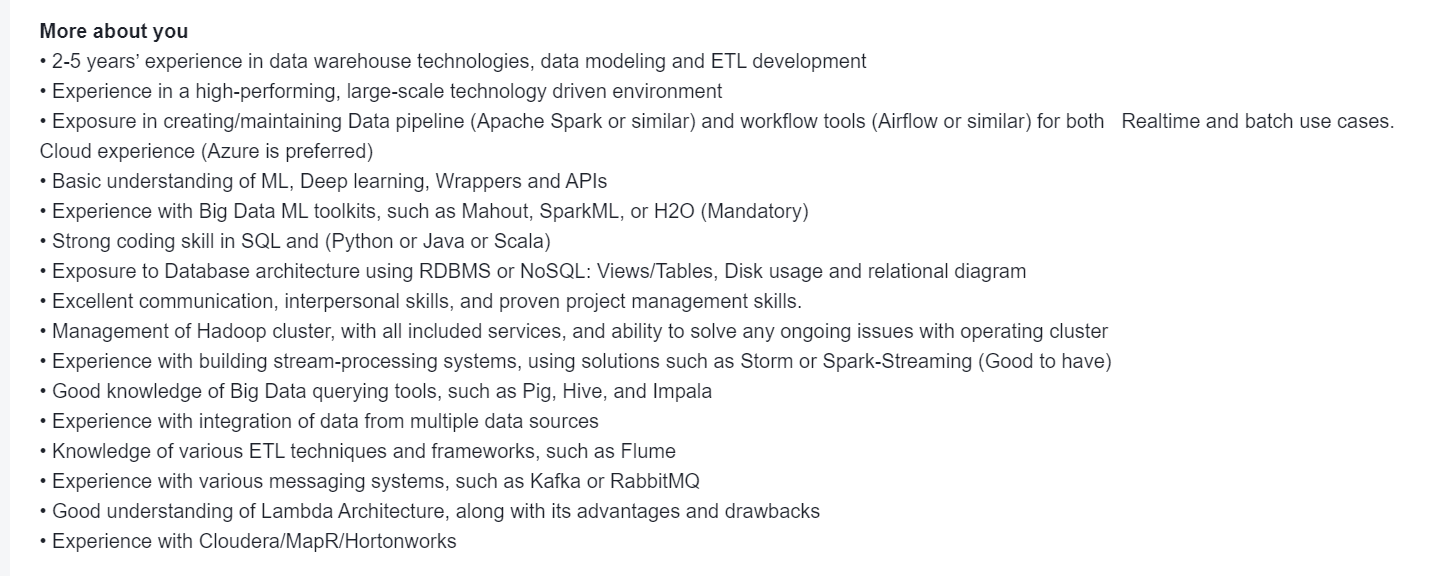 More about you
• 2-5 years’ experience in data warehouse technologies, data modeling and ETL development
• Experience in a high-performing, large-scale technology driven environment
• Exposure in creating/maintaining Data pipeline (Apache Spark or similar) and workflow tools (Airflow or similar) for both   Realtime and batch use cases.
Cloud experience (Azure is preferred)
• Basic understanding of ML, Deep learning, Wrappers and APIs
• Experience with Big Data ML toolkits, such as Mahout, SparkML, or H2O (Mandatory)
• Strong coding skill in SQL and (Python or Java or Scala)
• Exposure to Database architecture using RDBMS or NoSQL: Views/Tables, Disk usage and relational diagram
• Excellent communication, interpersonal skills, and proven project management skills.
• Management of Hadoop cluster, with all included services, and ability to solve any ongoing issues with operating cluster
• Experience with building stream-processing systems, using solutions such as Storm or Spark-Streaming (Good to have)
• Good knowledge of Big Data querying tools, such as Pig, Hive, and Impala
• Experience with integration of data from multiple data sources
• Knowledge of various ETL techniques and frameworks, such as Flume
• Experience with various messaging systems, such as Kafka or RabbitMQ
• Good understanding of Lambda Architecture, along with its advantages and drawbacks
• Experience with Cloudera/MapR/Hortonworks